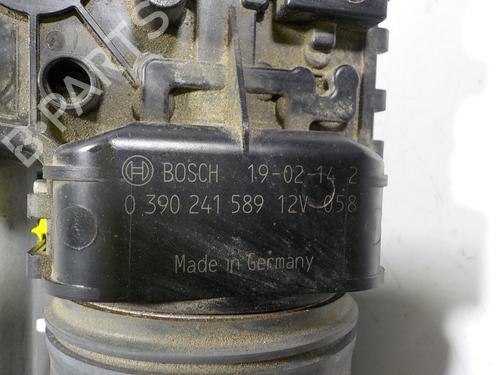 B-PARTS
BOSCH 19-02-14 2
0 390 241 589 12V 058
Made in Germany